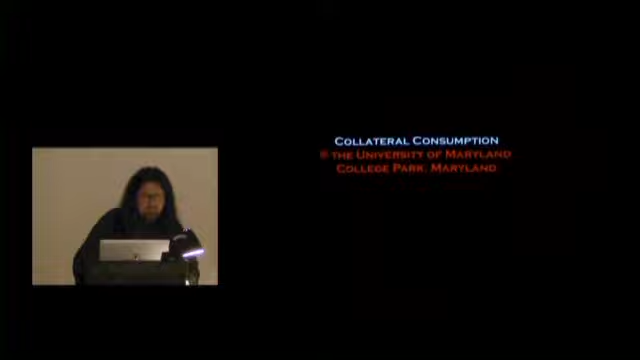 COLLATERAL CONSUMPTION
@ THE UNIVERSITY OF MARYLAND
COLLEGE PARK, MARYLAND